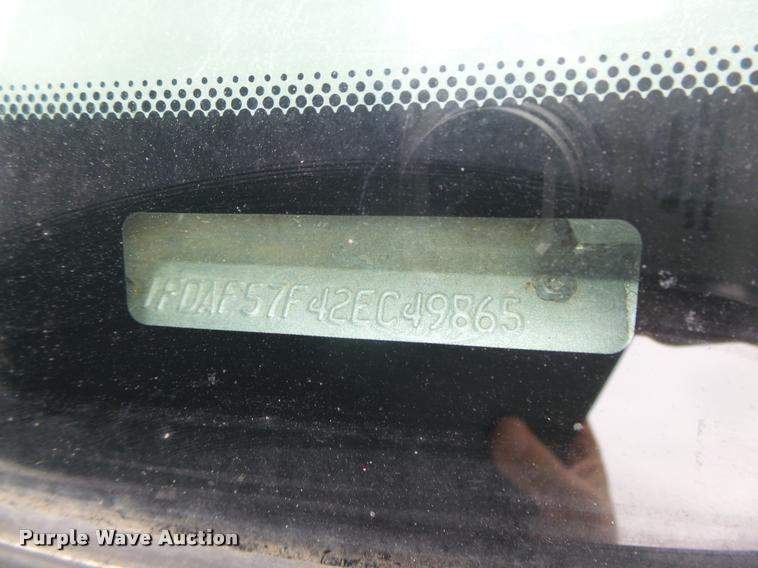 1FDAF57F42EC49865
Purple Wave Auction